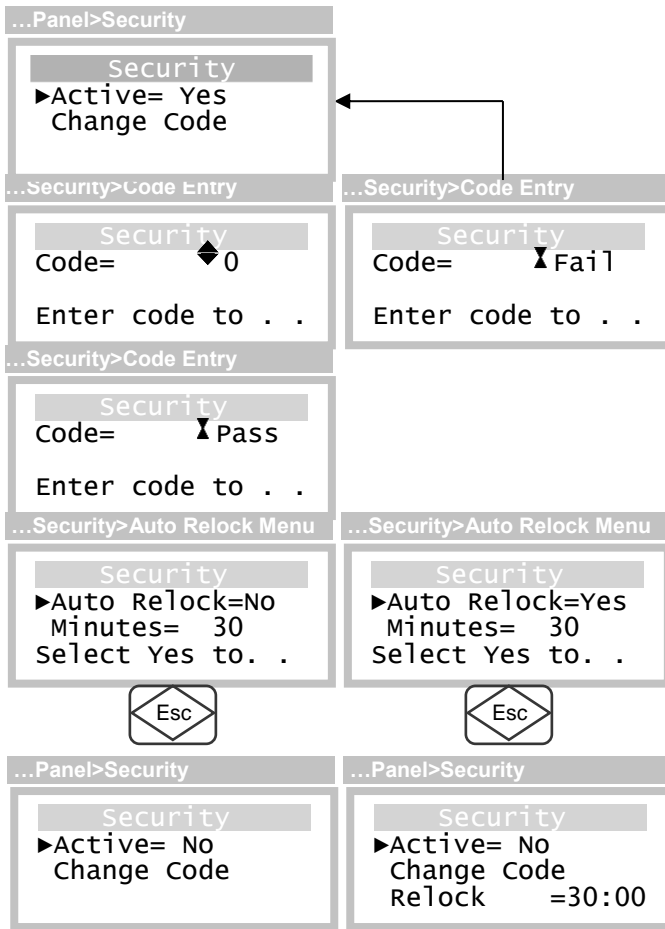 …Panel>Security
Security
►Active= Yes
Change Code
…Security>Code Entry
Security
Code= 0
Enter code to . .
…Security>Code Entry
Security
Code= Fail
Enter code to . .
…Security>Code Entry
Security
Code= Pass
Enter code to . .
…Security>Auto Relock Menu
Security
►Auto Relock=No
Minutes= 30
Select Yes to. .
Esc
…Security>Auto Relock Menu
Security
►Auto Relock=Yes
Minutes= 30
Select Yes to. .
Esc
…Panel>Security
Security
►Active= No
Change Code
…Panel>Security
Security
►Active= No
Change Code
Relock =30:00